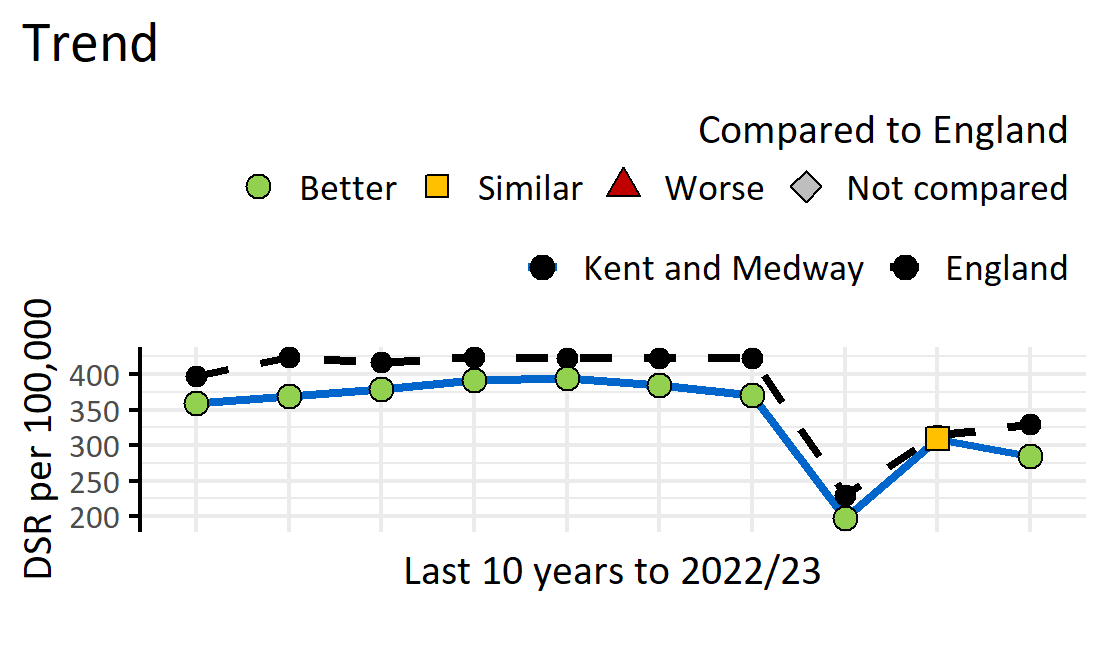 Trend
Compared to England
Better Similar Worse Not compared
Kent and Medway England
DSR per 100,000
400
350
300
250
200
Last 10 years to 2022/23